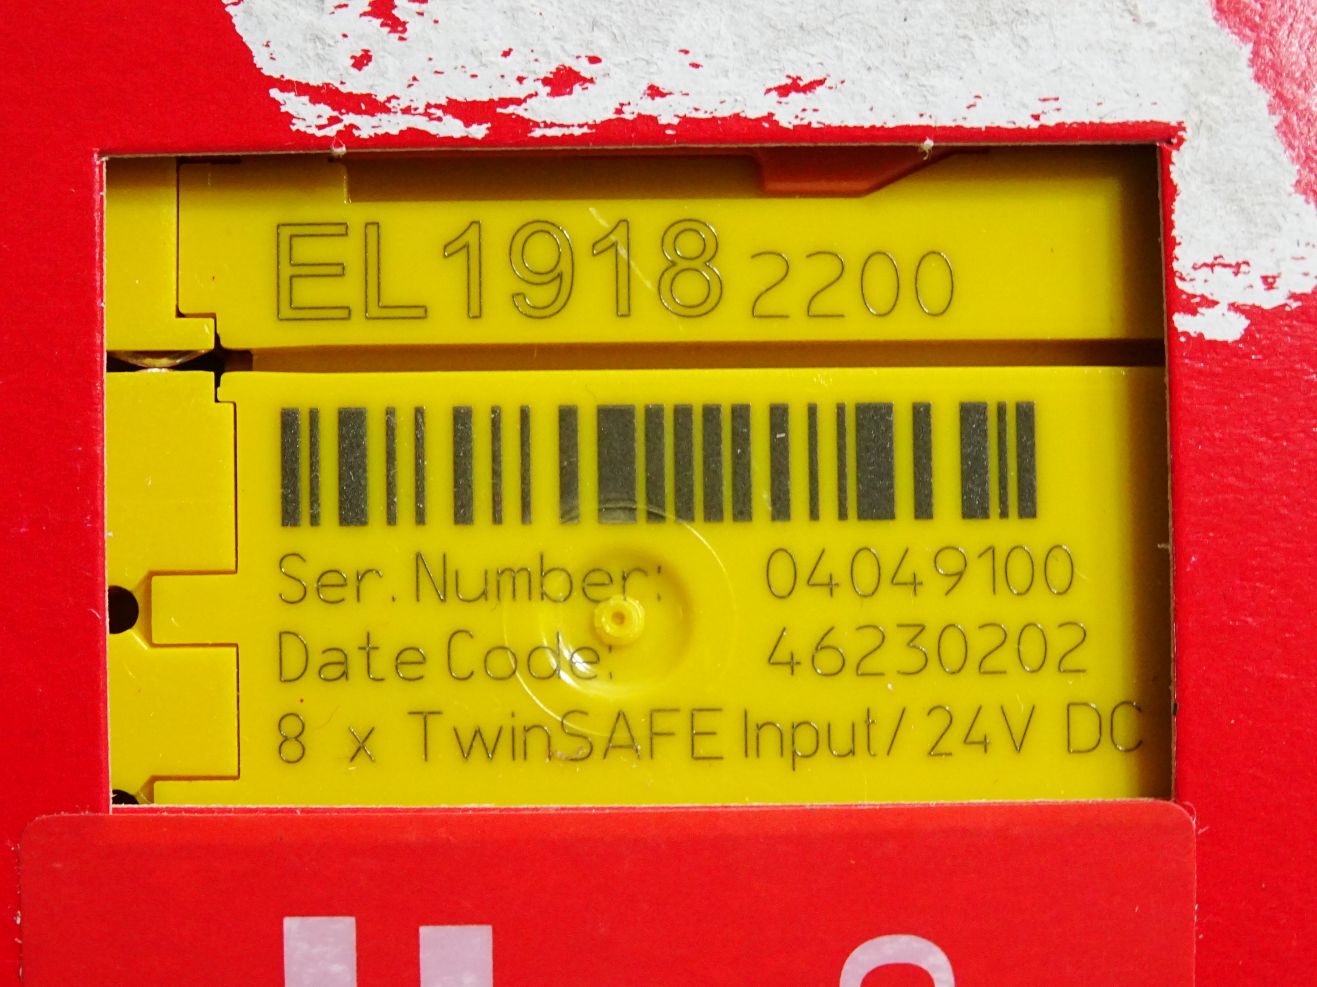 EL1918 2200
Ser. Number: 04049100
Date Code: 46230202
8 x TwinSAFE Input/24V DC